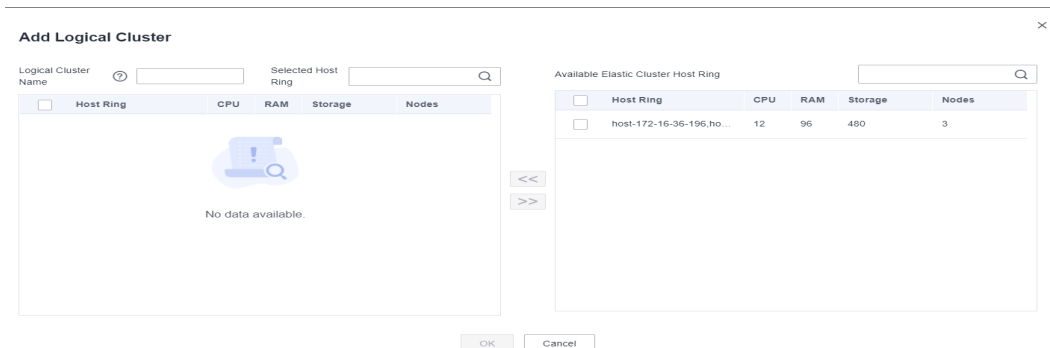 Add Logical Cluster
Logical Cluster
Name
Selected Host
Ring
Host Ring CPU RAM Storage Nodes
No data available.
<<
>>
Available Elastic Cluster Host Ring
Host Ring CPU RAM Storage Nodes
host-172-16-36-196,ho... 12 96 480 3
OK Cancel